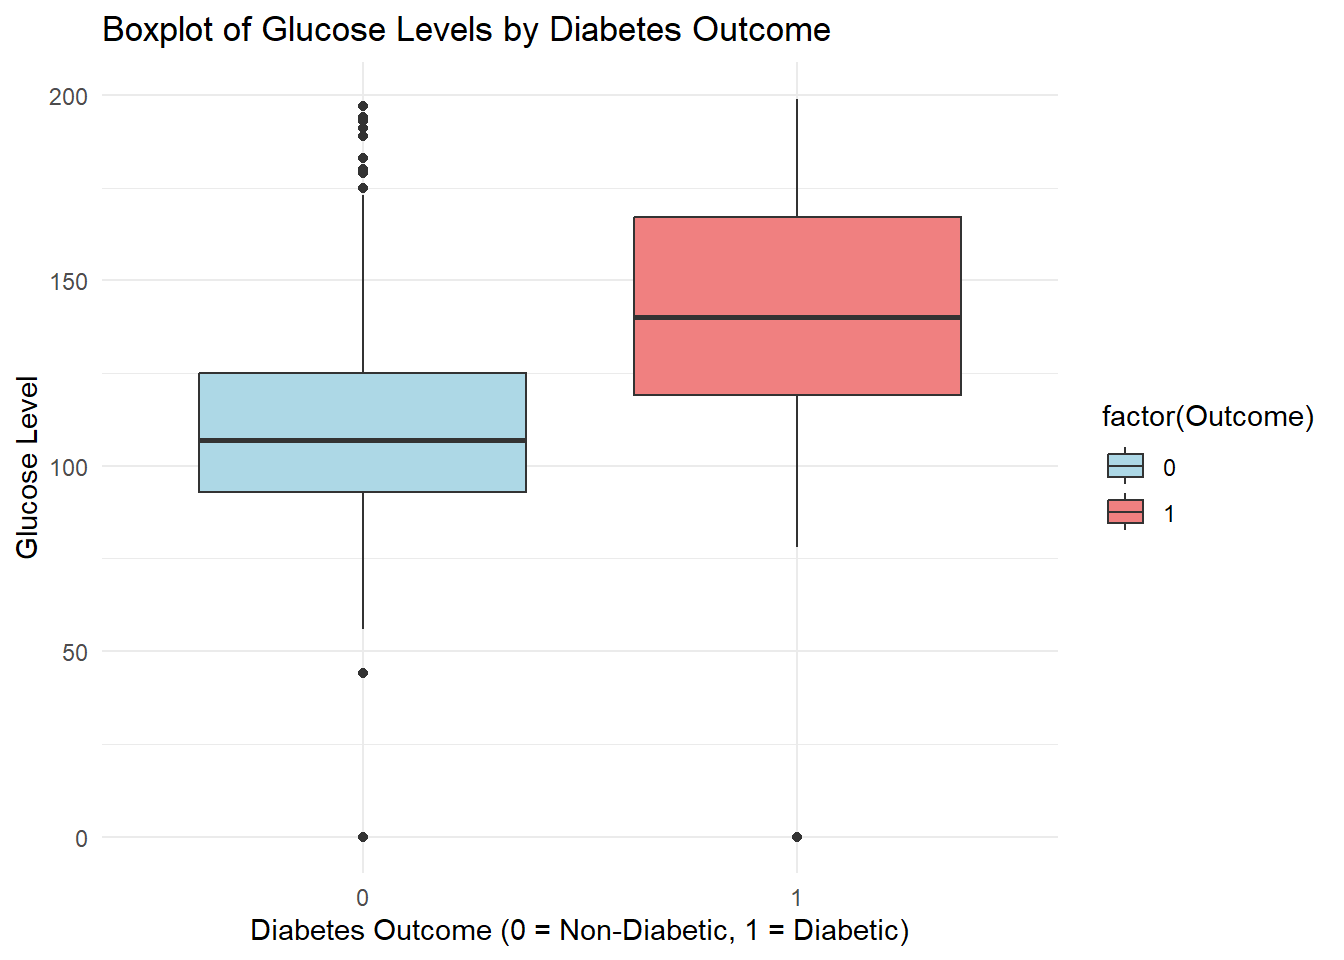 Boxplot of Glucose Levels by Diabetes Outcome
200
150
100
50
0
Glucose Level
0
1
Diabetes Outcome (0 = Non-Diabetic, 1 = Diabetic)
factor(Outcome)
0
1